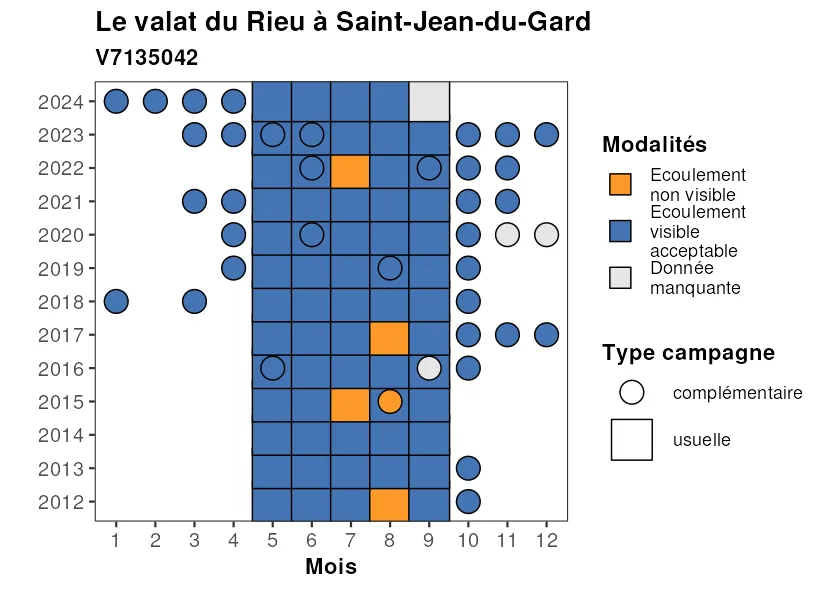 Le valat du Rieu à Saint-Jean-du-Gard
V7135042
2024
2023
2022
2021
2020
2019
2018
2017
2016
2015
2014
2013
2012
1 2 3 4 5 6 7 8 9 10 11 12
Mois
Modalités
Ecoulement
non visible
Ecoulement
visible
acceptable
Donnée
manquante
Type campagne
complémentaire
usuelle